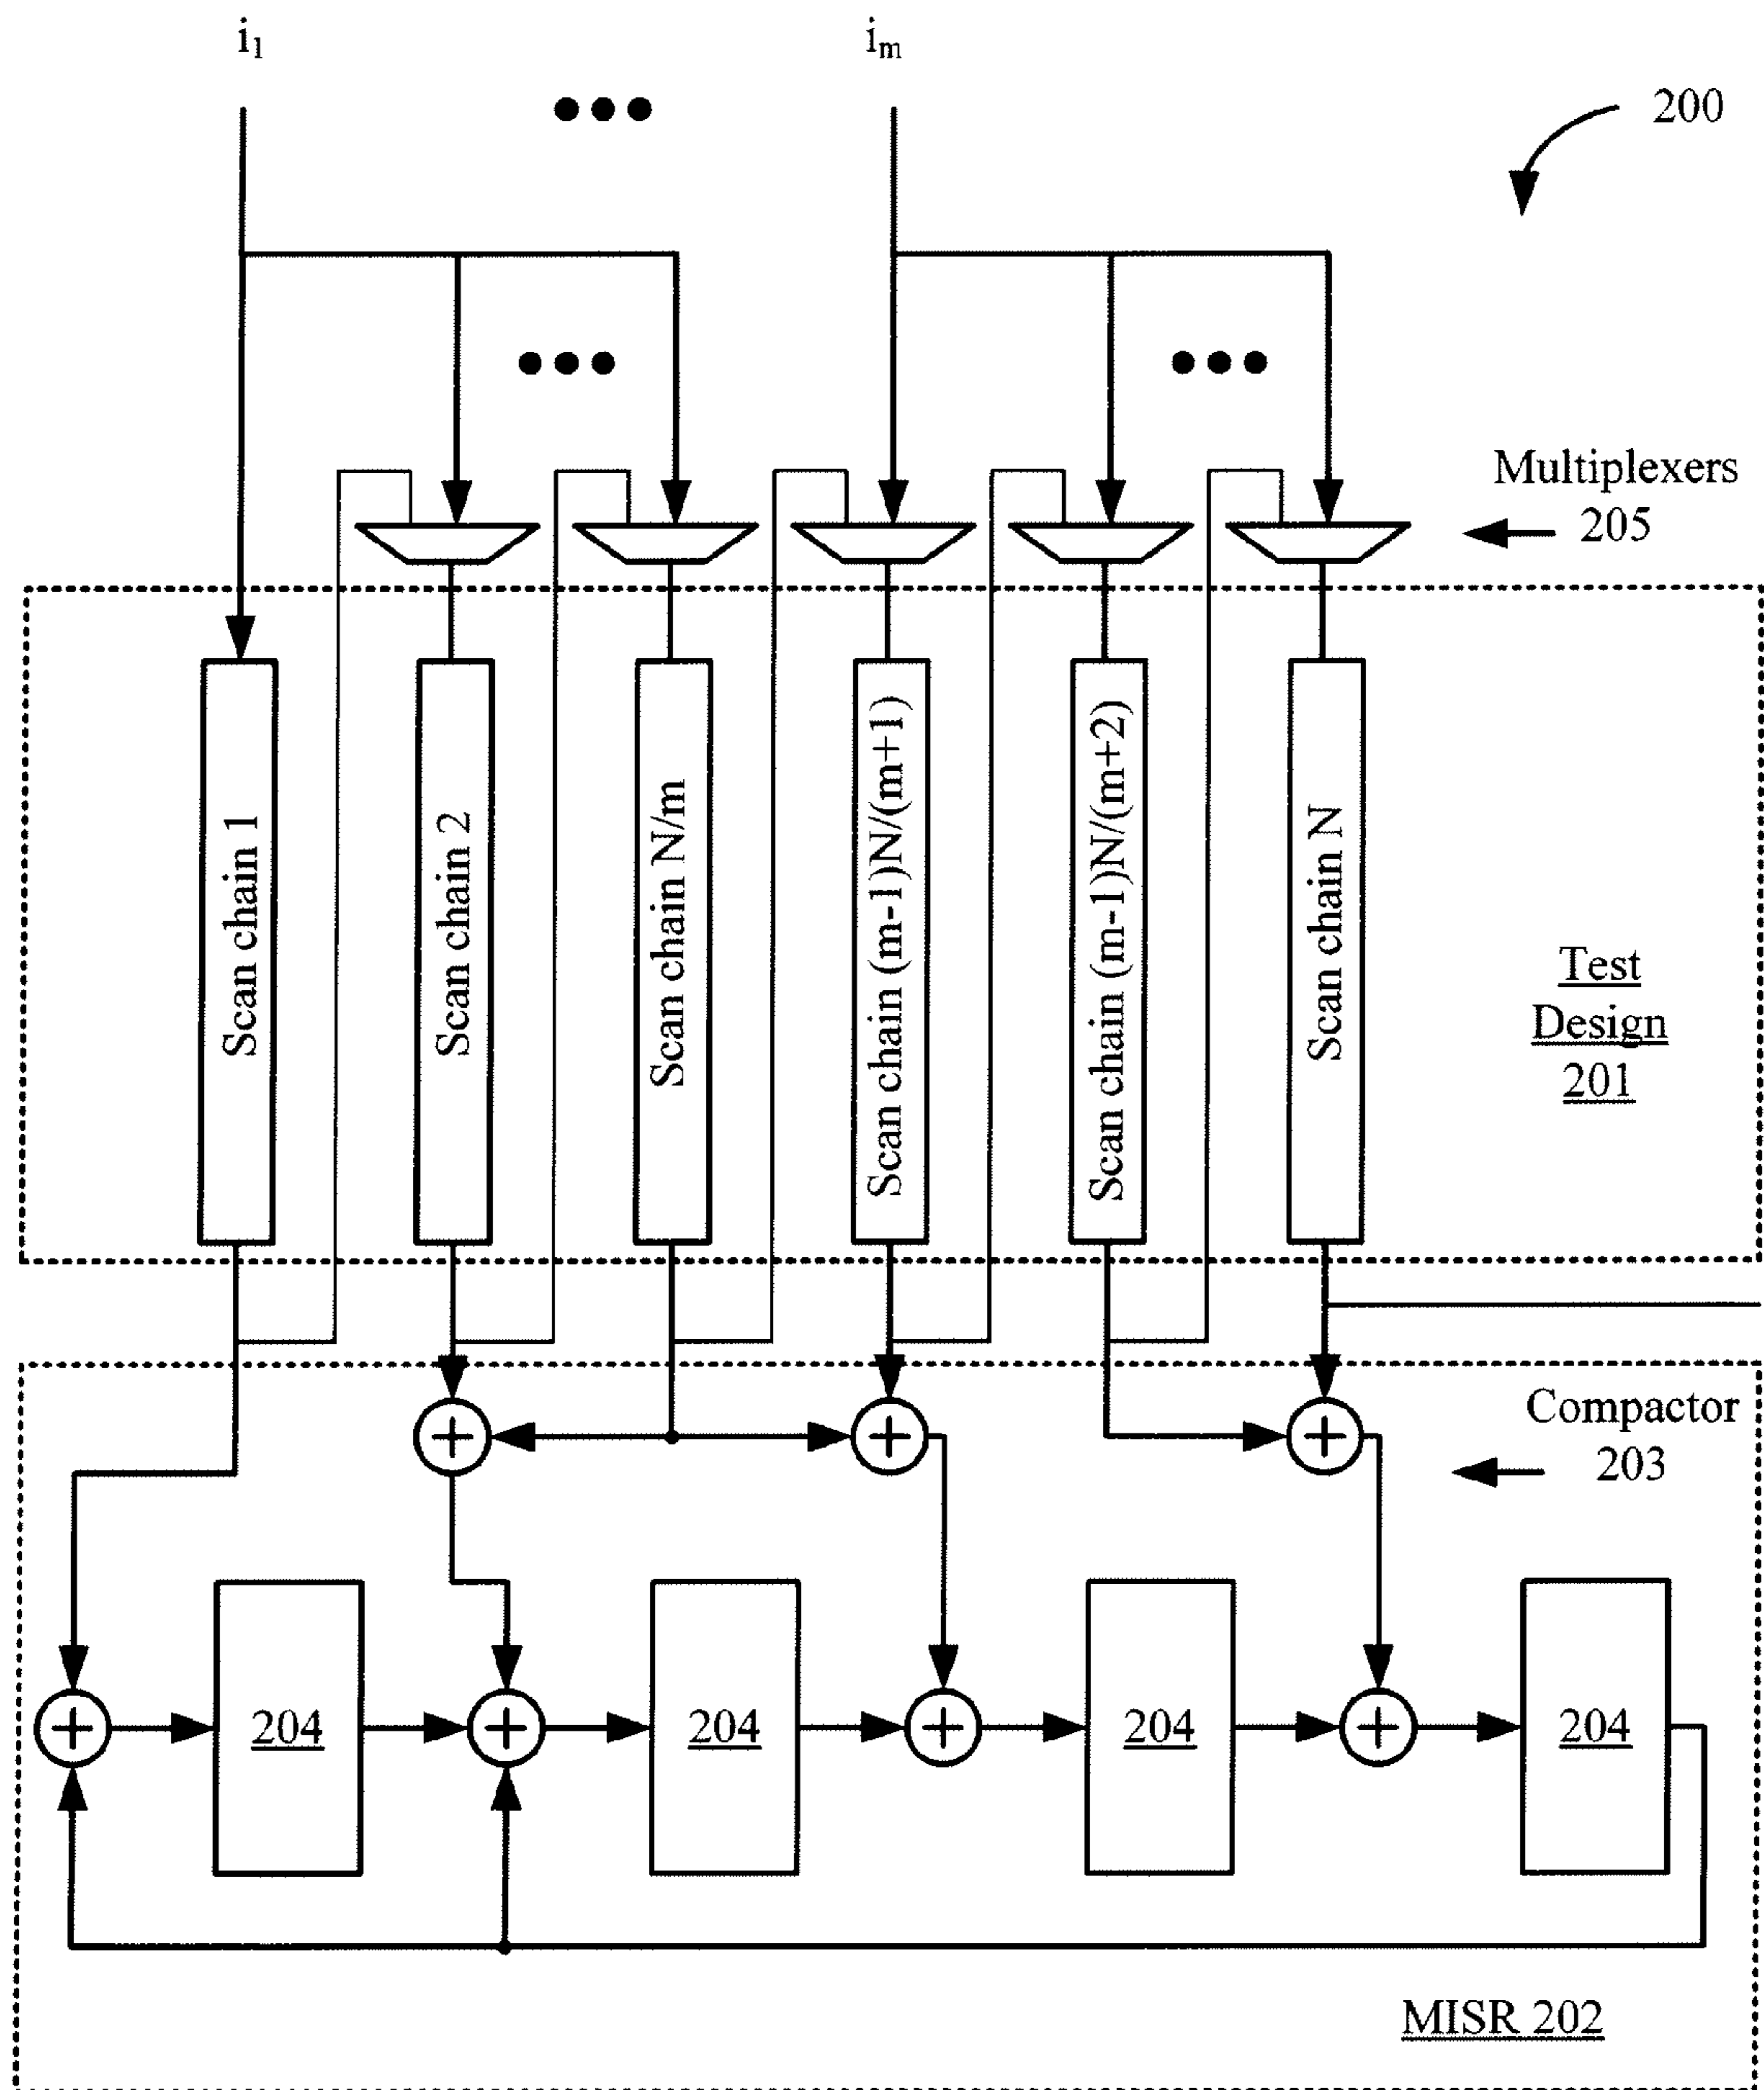 i1
im
200
Multiplexers
205
Scan chain 1
Scan chain 2
Scan chain N/m
Scan chain (m-1)N/(m+1)
Scan chain (m-1)N/(m+2)
Scan chain N
Test
Design
201
Compactor
203
204
204
204
204
MISR 202